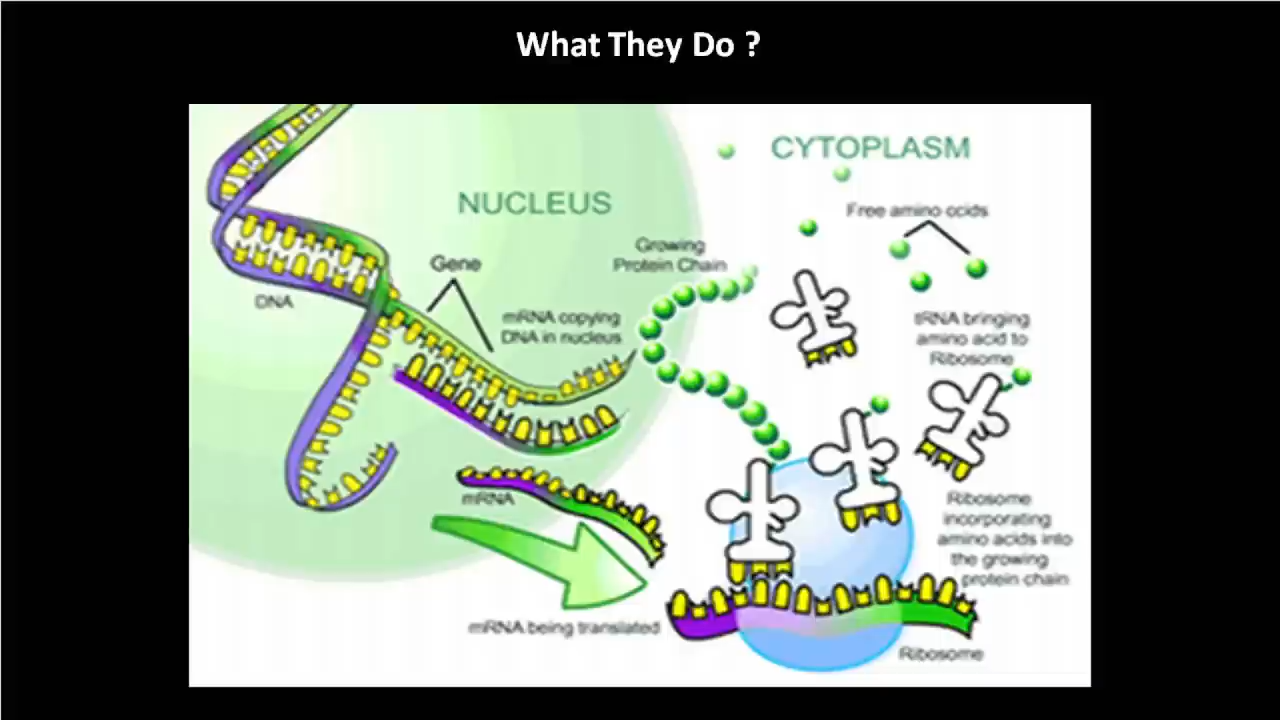 What They Do ?
CYTOPLASM
NUCLEUS
Free amino ocids
Growing
Protein Chain
Gene
DNA
mRNA copying
DNA in nucleus
tRNA bringing
amino acid to
Ribosome
mRNA
Ribosome
incorporating
amino acids into
the growing
protein chain
mRNA being translated
Ribosome